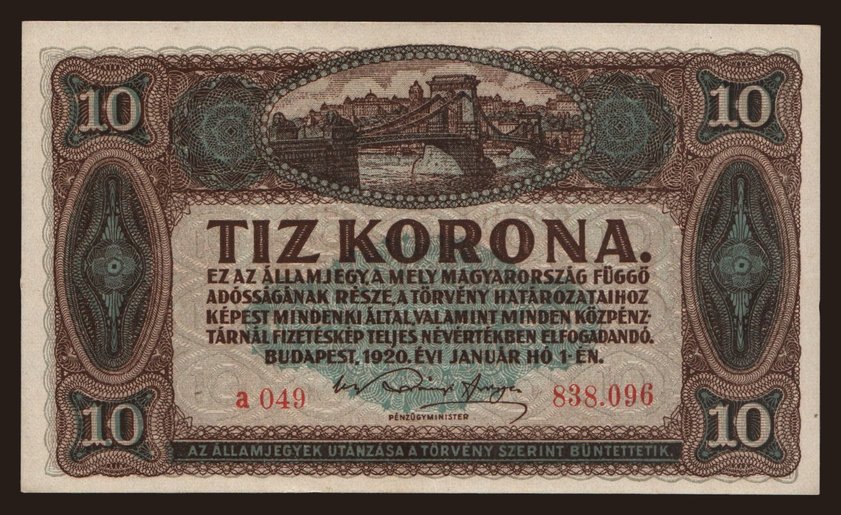 10 10
TIZ KORONA.
EZ AZ ÁLLAMJEGY, A MELY MAGYARORSZÁG FÜGGŐ
ADÓSSÁGÁNAK RÉSZE, A TÖRVÉNY HATÁROZATAIHOZ
KÉPEST MINDENKI ÁLTAL, VALAMINT MINDEN KÖZPÉNZ-
TÁRNÁL FIZETÉSKÉP TELJES NÉVÉRTÉKBEN ELFOGADANDÓ.
BUDAPEST, 1920. ÉVI JANUÁR HÓ 1-ÉN.
a 049 838.096
PÉNZÜGYMINISTER
10 10
AZ ÁLLAMJEGYEK UTÁNZÁSA A TÖRVÉNY SZERINT BÜNTETTETIK.